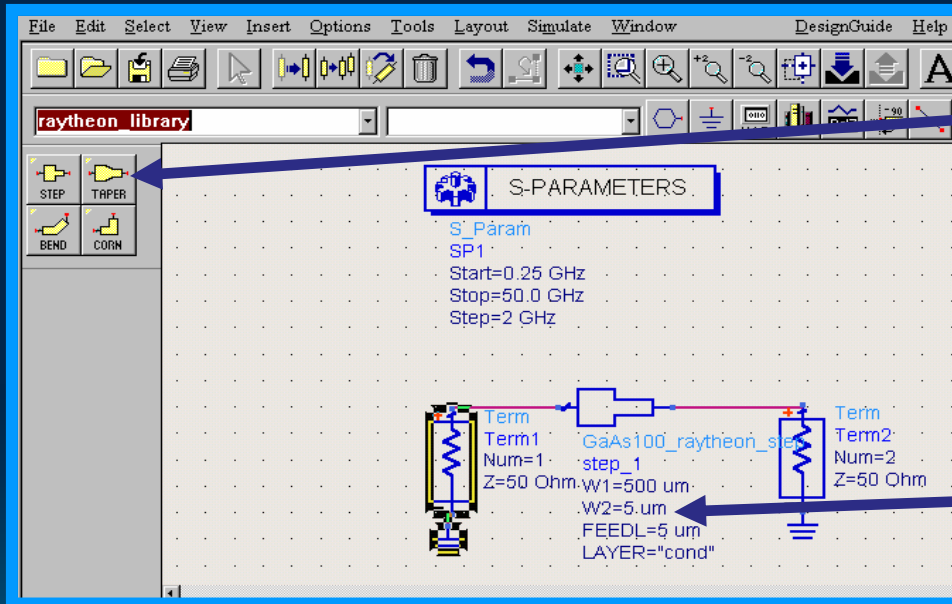 File Edit Select View Insert Options Tools Layout Simulate Window DesignGuide Help
A
raytheon_library
-90
STEP TAPER
BEND CORN
S-PARAMETERS
S_Param
SP1
Start=0.25 GHz
Stop=50.0 GHz
Step=2 GHz
Term
Term1
Num=1
Z=50 Ohm
GaAs100_raytheon_step
step_1
W1=500 um
W2=5 um
FEEDL=5 um
LAYER="cond"
Term
Term2
Num=2
Z=50 Ohm